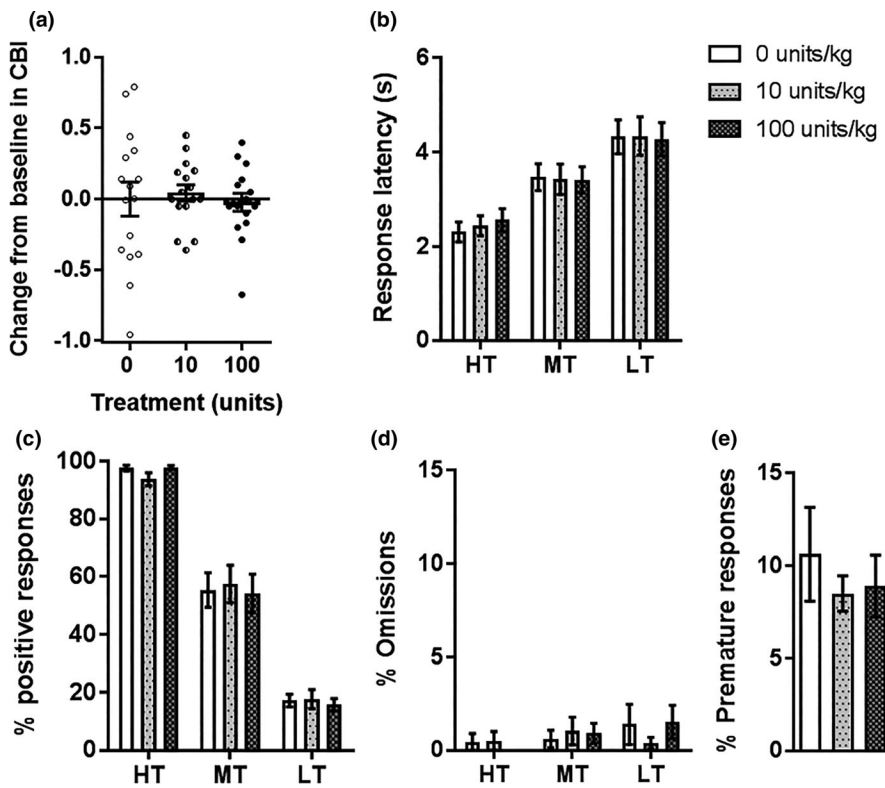 (a)
Change from baseline in CBI
1.0
0.5
0.0
-0.5
-1.0
0 10 100
Treatment (units)
(b)
Response latency (s)
6
4
2
0
HT MT LT
0 units/kg
10 units/kg
100 units/kg
(c)
% positive responses
100
80
60
40
20
0
HT MT LT
(d)
% Omissions
15
10
5
0
HT MT LT
(e)
% Premature responses
15
10
5
0